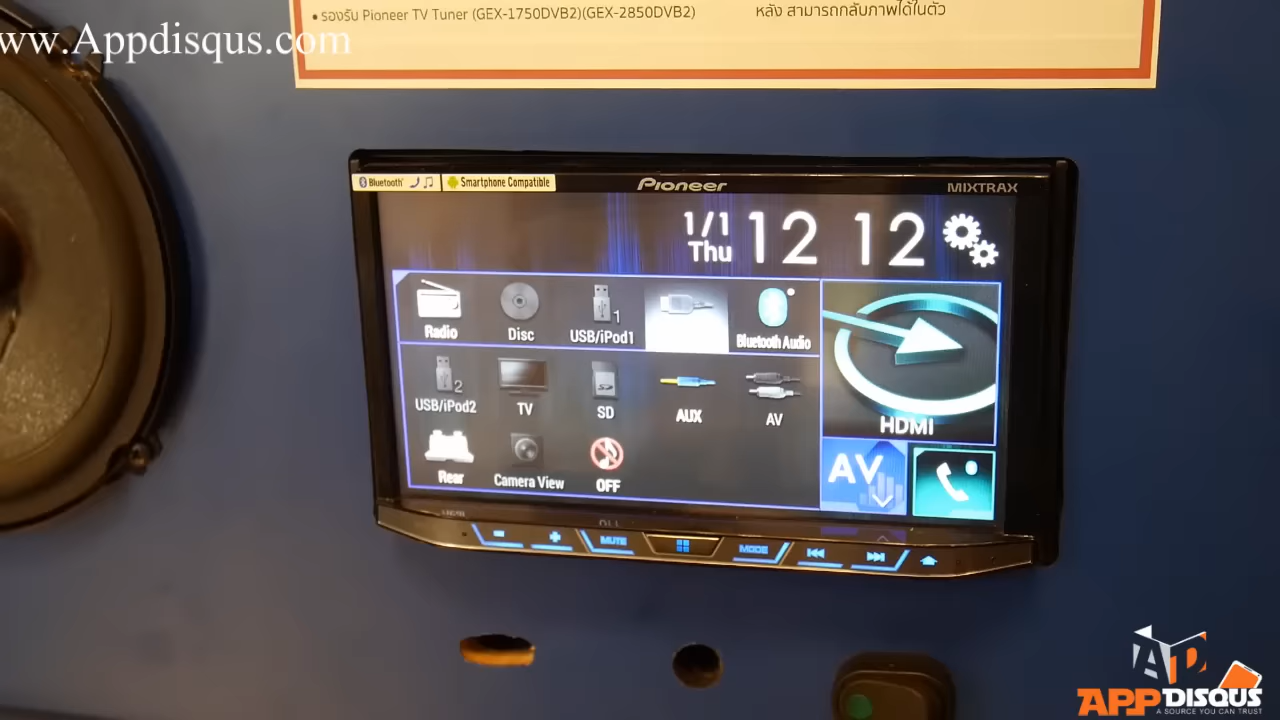 • รองรับ Pioneer TV Tuner (GEX-1750DVB2)(GEX-2850DVB2)
หลัง สามารถกลับภาพได้ในตัว
www.Appdisqus.com
Bluetooth
Smartphone Compatible
Pioneer
MIXTRAX
1/1
Thu
12 12
Radio
Disc
USB/iPod1
Bluetooth Audio
USB/iPod2
TV
SD
AUX
AV
HDMI
Rear
Camera View
OFF
AV
MUTE
MODE
AD
APPDISQUS
A SOURCE YOU CAN TRUST